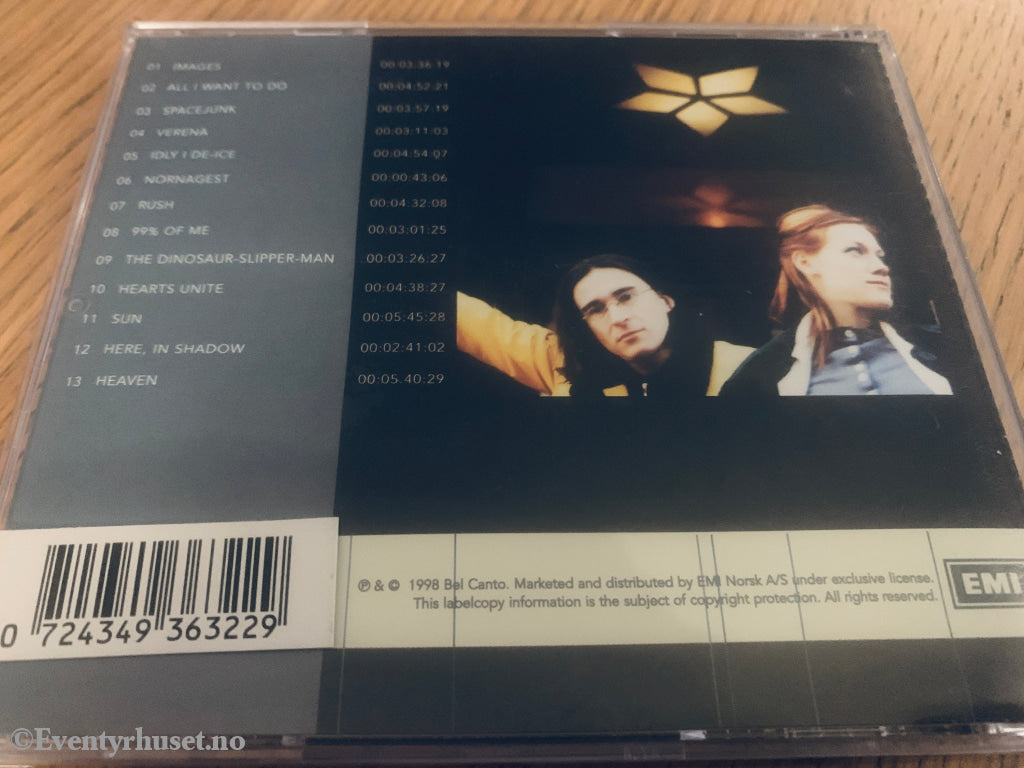 01 IMAGES 00:03:36:19
02 ALL I WANT TO DO 00:04:52:21
03 SPACEJUNK 00:03:57:19
04 VERENA 00:03:11:03
05 IDLY I DE-ICE 00:04:54:07
06 NORNAGEST 00:00:43:06
07 RUSH 00:04:32:08
08 99% OF ME 00:03:01:25
09 THE DINOSAUR-SLIPPER-MAN 00:03:26:27
10 HEARTS UNITE 00:04:38:27
11 SUN 00:05:45:28
12 HERE, IN SHADOW 00:02:41:02
13 HEAVEN 00:05.40:29
℗ & © 1998 Bel Canto. Marketed and distributed by EMI Norsk A/S under exclusive license.
This labelcopy information is the subject of copyright protection. All rights reserved.
EMI
0 724349 363229
©Eventyrhuset.no